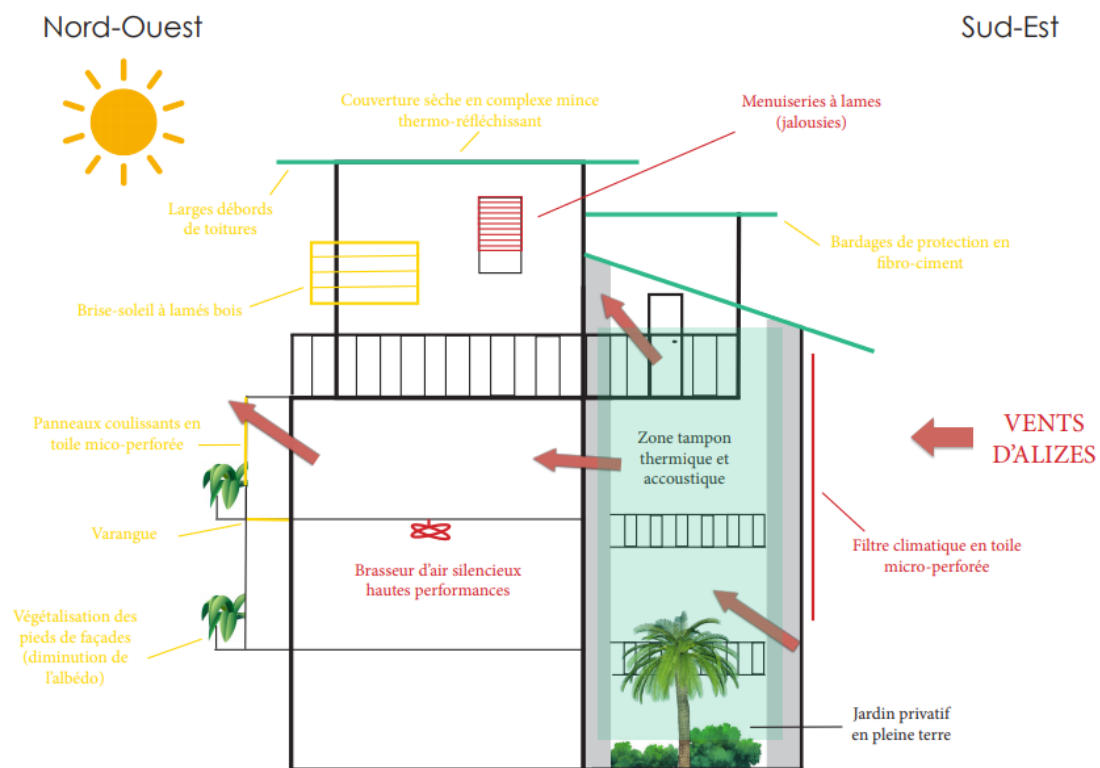 Nord-Ouest
Sud-Est
Couverture sèche en complexe mince
thermo-réfléchissant
Menuiseries à lames
(jalousies)
Larges débords
de toitures
Bardages de protection en
fibro-ciment
Brise-soleil à lamés bois
Panneaux coulissants en
toile mico-perforée
Zone tampon
thermique et
accoustique
VENTS
D'ALIZES
Varangue
Filtre climatique en toile
micro-perforée
Brasseur d'air silencieux
hautes performances
Végétalisation des
pieds de façades
(diminution de
l'albédo)
Jardin privatif
en pleine terre